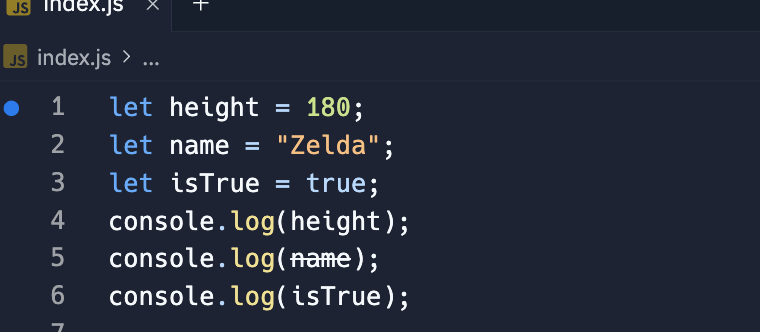 JS index.js × +
JS index.js > ...
1 let height = 180;
2 let name = "Zelda";
3 let isTrue = true;
4 console.log(height);
5 console.log(name);
6 console.log(isTrue);
7